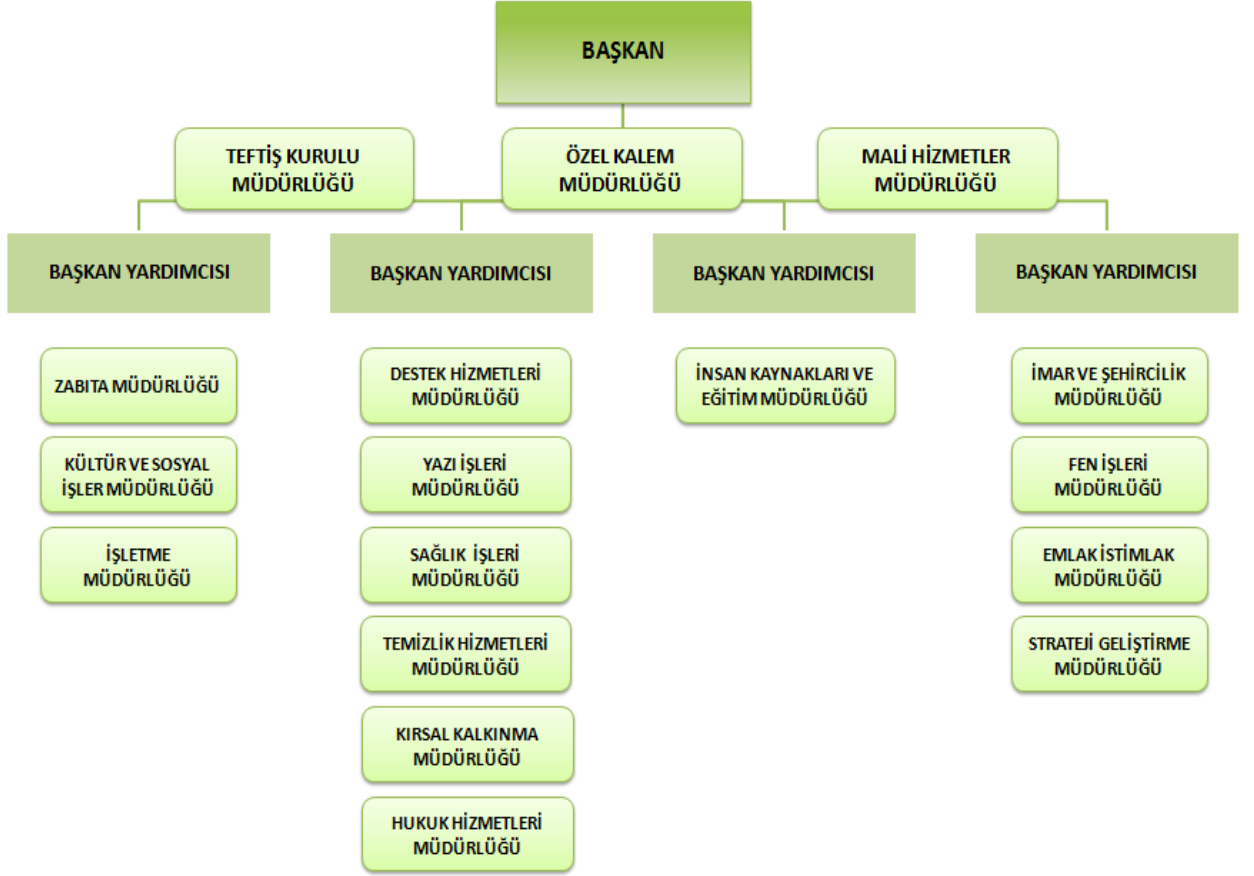 BAŞKAN
TEFTİŞ KURULU
MÜDÜRLÜĞÜ
ÖZEL KALEM
MÜDÜRLÜĞÜ
MALİ HİZMETLER
MÜDÜRLÜĞÜ
BAŞKAN YARDIMCISI
BAŞKAN YARDIMCISI
BAŞKAN YARDIMCISI
BAŞKAN YARDIMCISI
ZABITA MÜDÜRLÜĞÜ
KÜLTÜR VE SOSYAL
İŞLER MÜDÜRLÜĞÜ
İŞLETME
MÜDÜRLÜĞÜ
DESTEK HİZMETLERİ
MÜDÜRLÜĞÜ
YAZI İŞLERİ
MÜDÜRLÜĞÜ
SAĞLIK İŞLERİ
MÜDÜRLÜĞÜ
TEMİZLİK HİZMETLERİ
MÜDÜRLÜĞÜ
KIRSAL KALKINMA
MÜDÜRLÜĞÜ
HUKUK HİZMETLERİ
MÜDÜRLÜĞÜ
İNSAN KAYNAKLARI VE
EĞİTİM MÜDÜRLÜĞÜ
İMAR VE ŞEHİRCİLİK
MÜDÜRLÜĞÜ
FEN İŞLERİ
MÜDÜRLÜĞÜ
EMLAK İSTİMLAK
MÜDÜRLÜĞÜ
STRATEJİ GELİŞTİRME
MÜDÜRLÜĞÜ